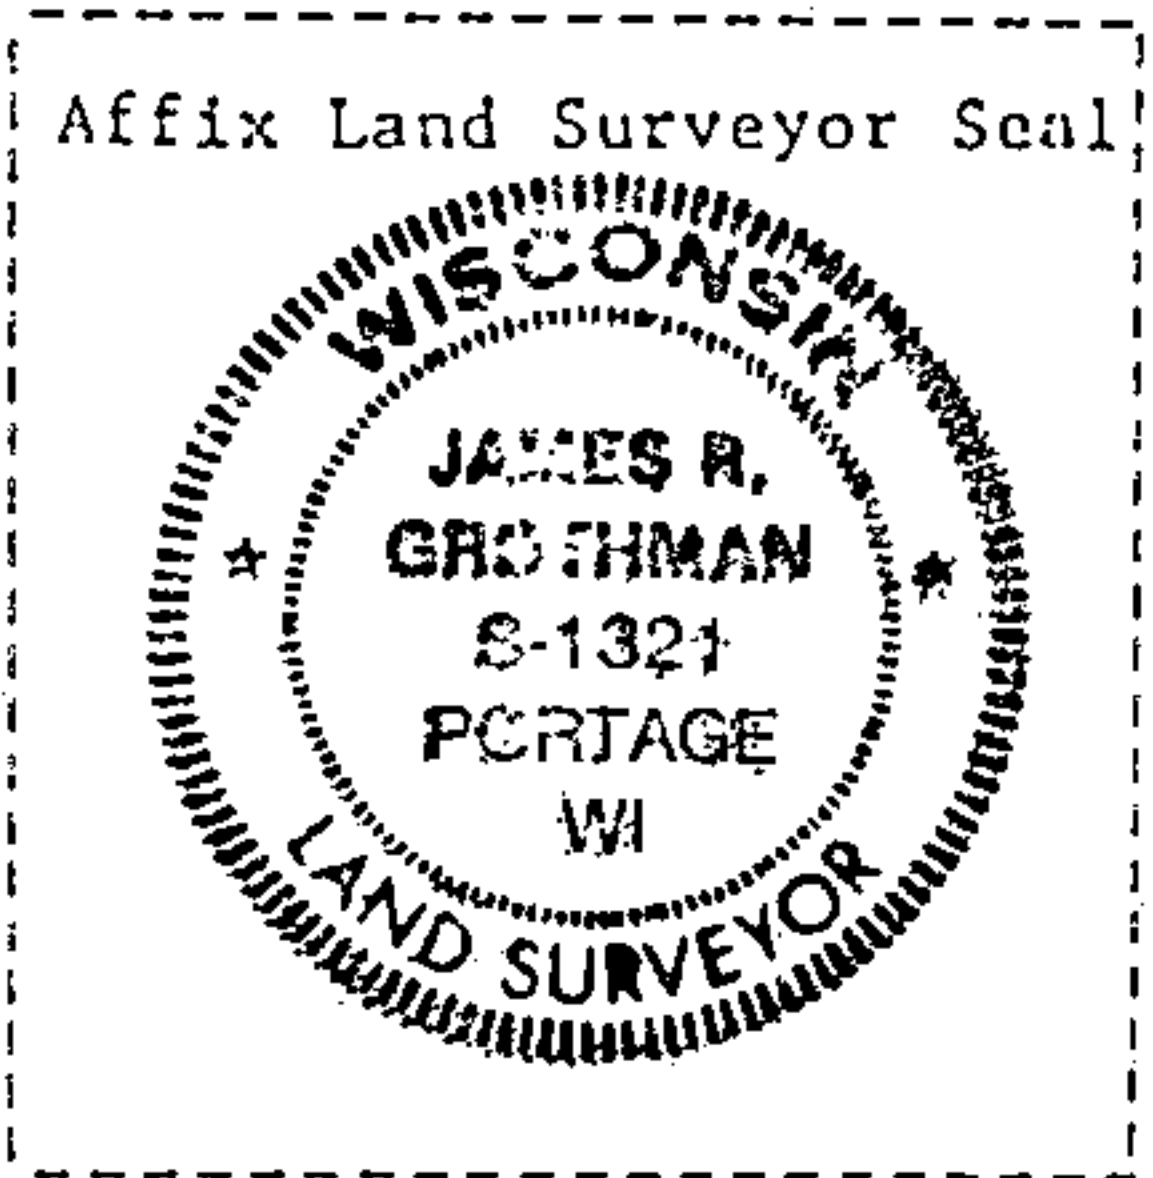 Affix Land Surveyor Seal
WISCONSIN
JAMES R.
GROTHMAN
S-1321
PORTAGE
WI
LAND SURVEYOR